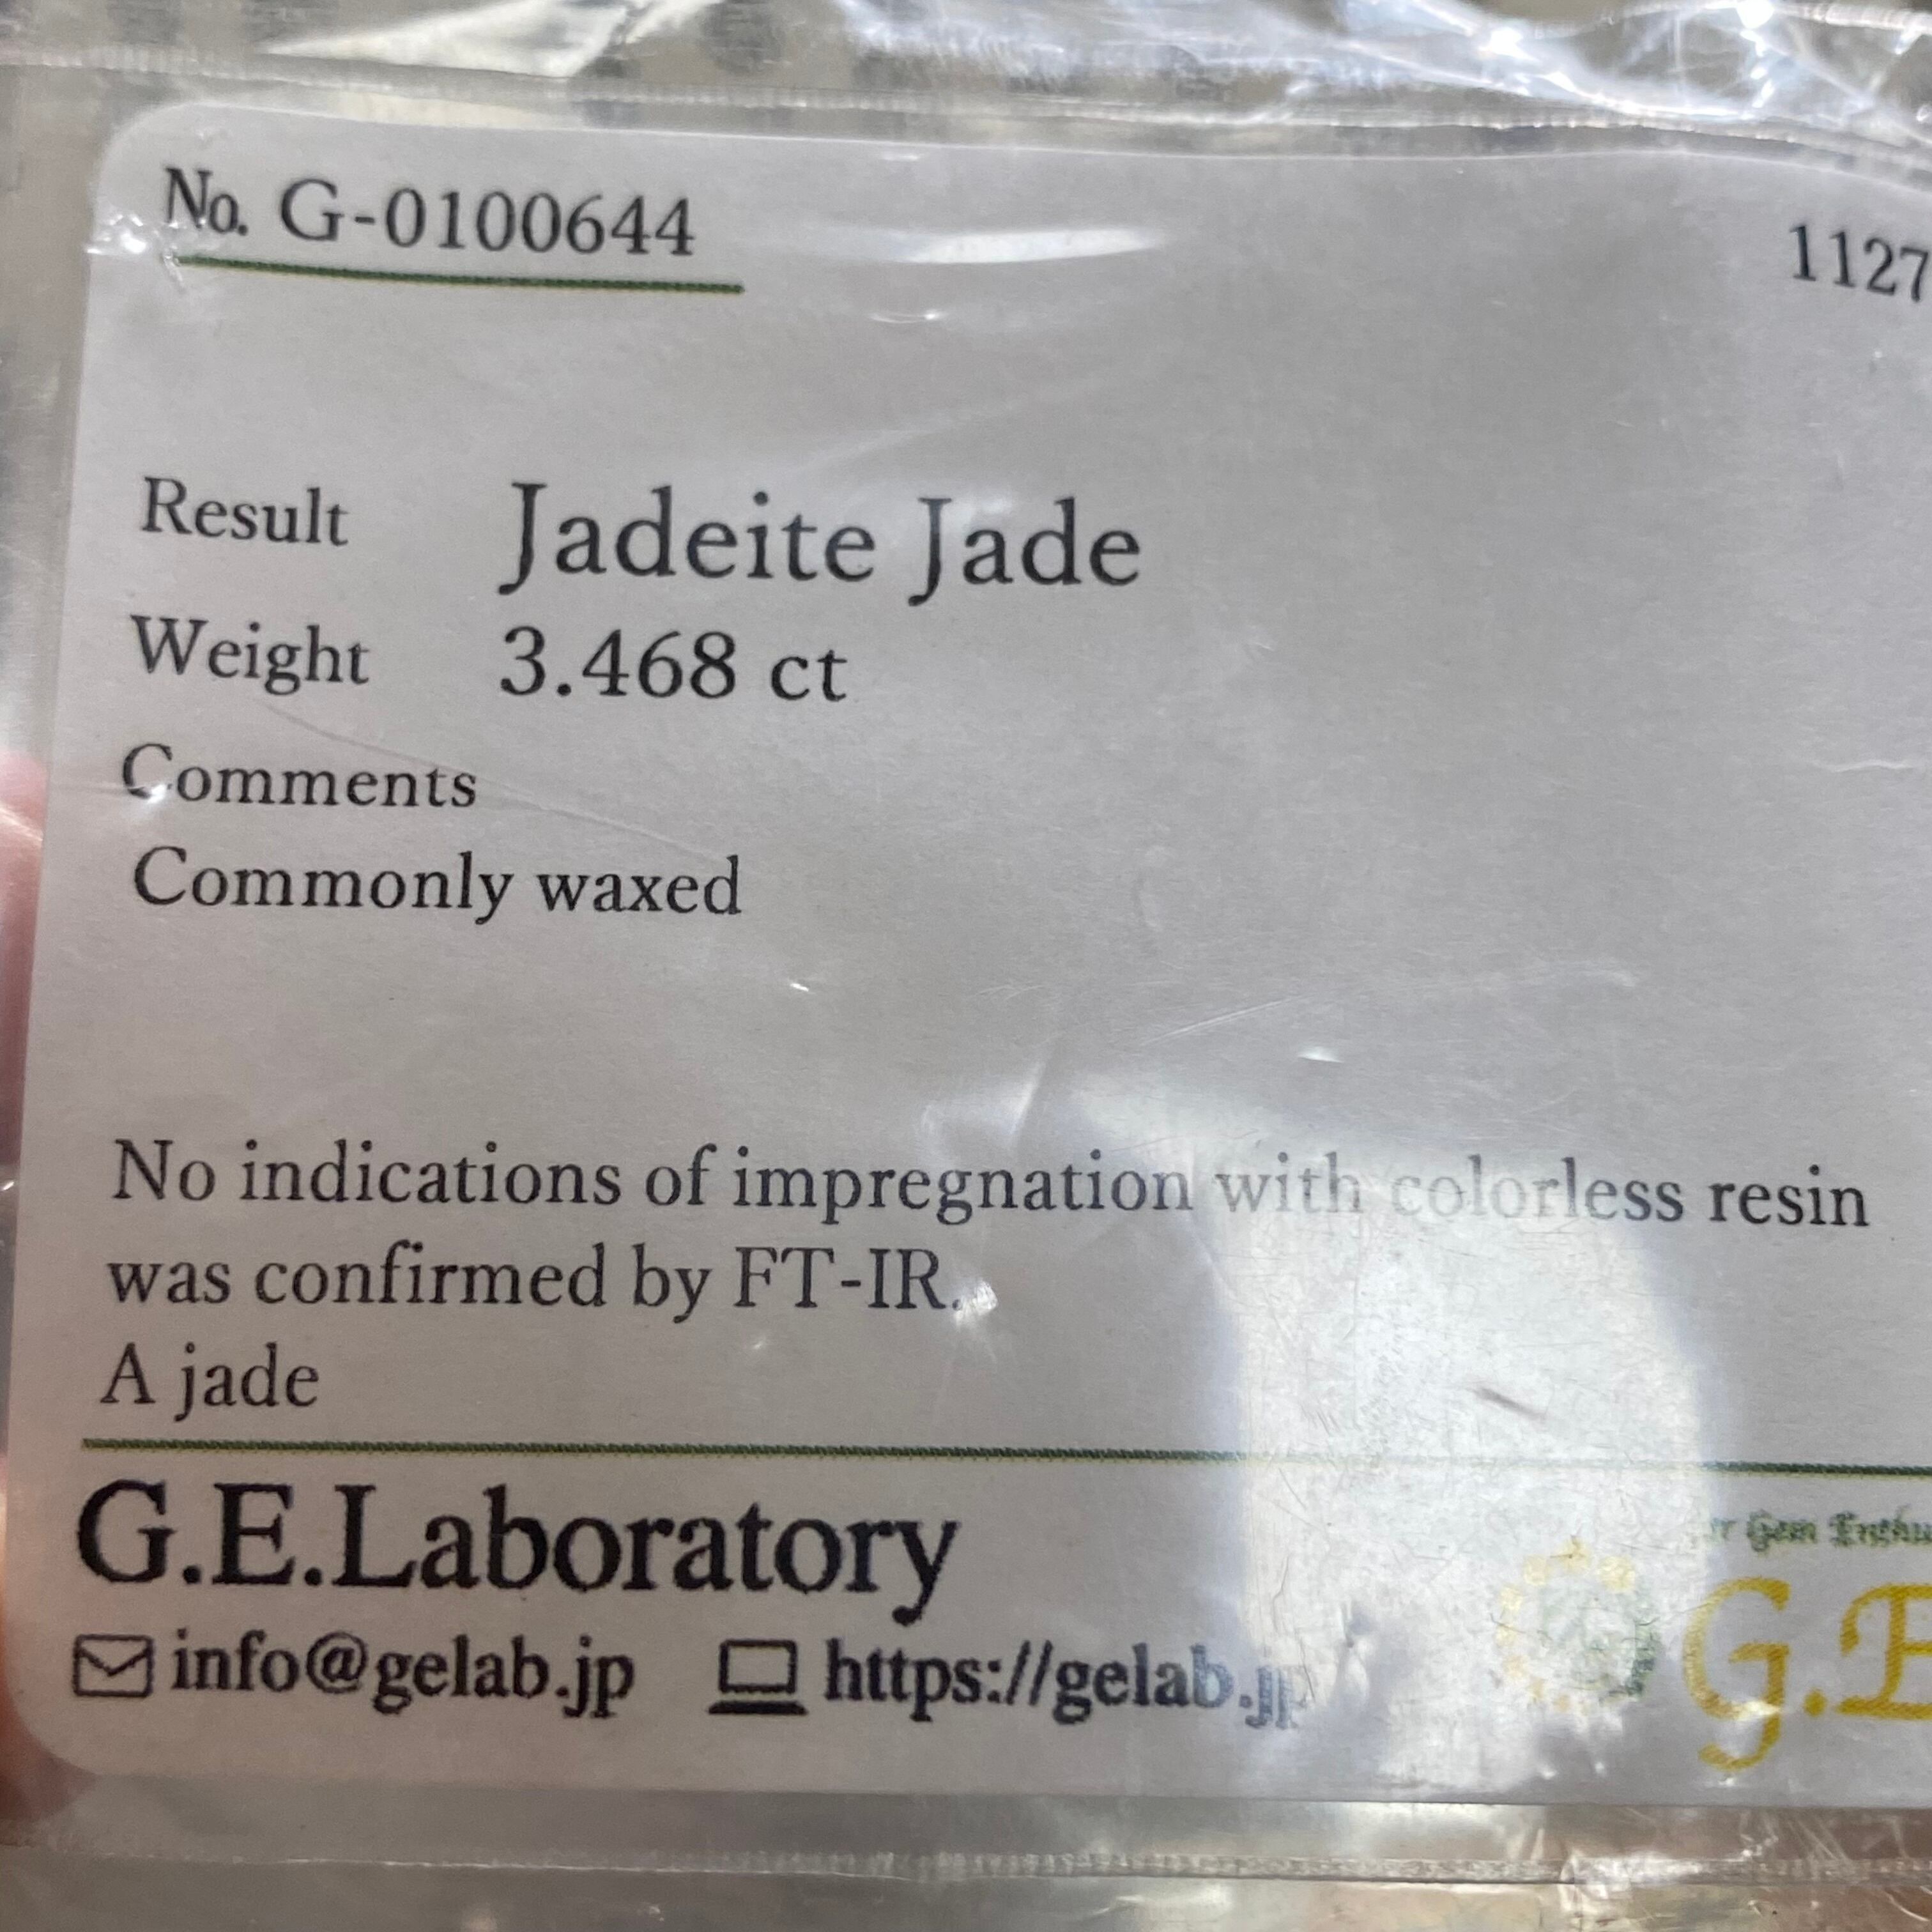 No. G-0100644
1127
Result Jadeite Jade
Weight 3.468 ct
Comments
Commonly waxed
No indications of impregnation with colorless resin
was confirmed by FT-IR.
A jade
G.E.Laboratory
Gem
G.E
info@gelab.jp https://gelab.jp